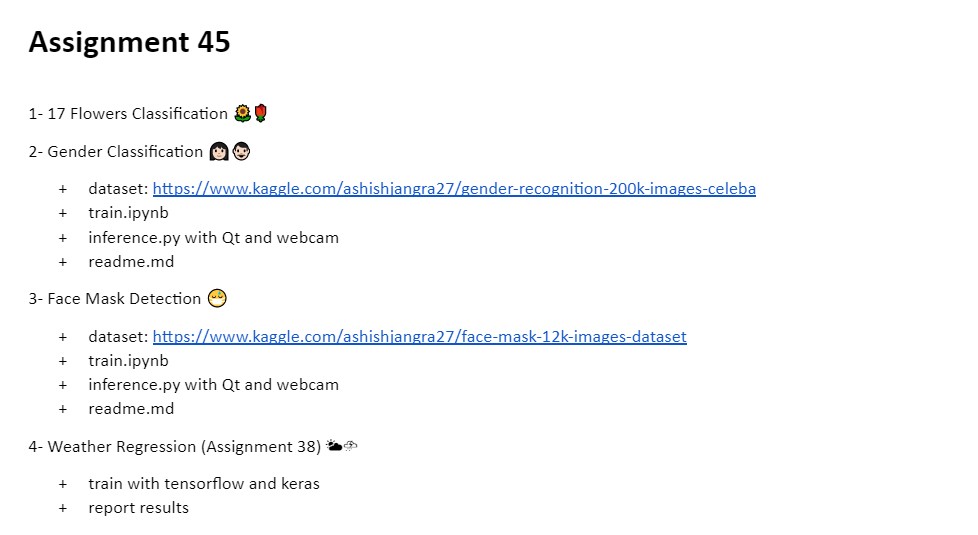 Assignment 45
1- 17 Flowers Classification 🌻🌹
2- Gender Classification 👩🏻👨🏻
+ dataset: https://www.kaggle.com/ashishjangra27/gender-recognition-200k-images-celeba
+ train.ipynb
+ inference.py with Qt and webcam
+ readme.md
3- Face Mask Detection 😷
+ dataset: https://www.kaggle.com/ashishjangra27/face-mask-12k-images-dataset
+ train.ipynb
+ inference.py with Qt and webcam
+ readme.md
4- Weather Regression (Assignment 38) 🌥⛈
+ train with tensorflow and keras
+ report results